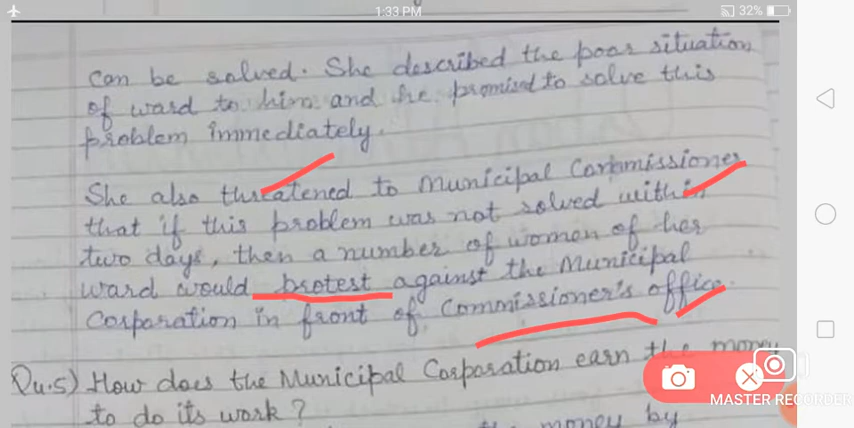 1:33 PM
32%
can be solved. She described the poor situation
of ward to him and he promised to solve this
problem immediately.
She also threatened to Municipal Commissioner
that if this problem was not solved within
two days, then a number of women of her
ward would protest against the Municipal
Corporation in front of Commissioner's office.
Qu.5) How does the Municipal Corporation earn the money
to do its work?
the money by
MASTER RECORDER